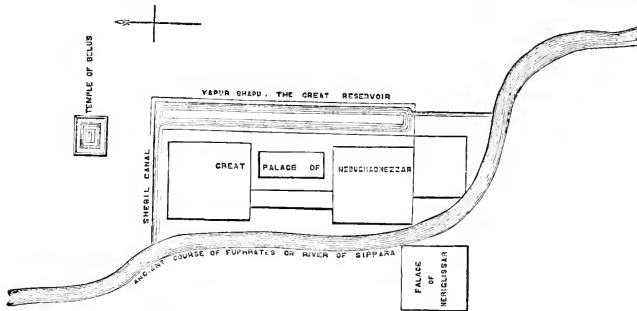 TEMPLE OF BELUS
YAPUR-SHAPU, THE GREAT RESERVOIR
SHEBIL CANAL
GREAT PALACE OF NEBUCHADNEZZAR
ANCIENT COURSE OF EUPHRATES OR RIVER OF SIPPARA
PALACE
OF
NERIGLISSAR